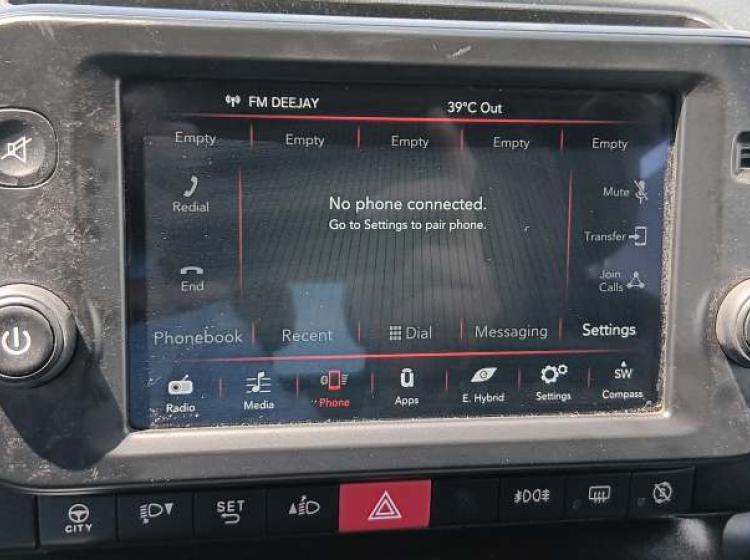 FM DEEJAY 39°C Out
Empty Empty Empty Empty Empty
Redial
No phone connected.
Go to Settings to pair phone.
Mute
Transfer
End
Join
Calls
Phonebook Recent Dial Messaging Settings
SW
Radio Media Phone Apps E. Hybrid Settings Compass
CITY
SET